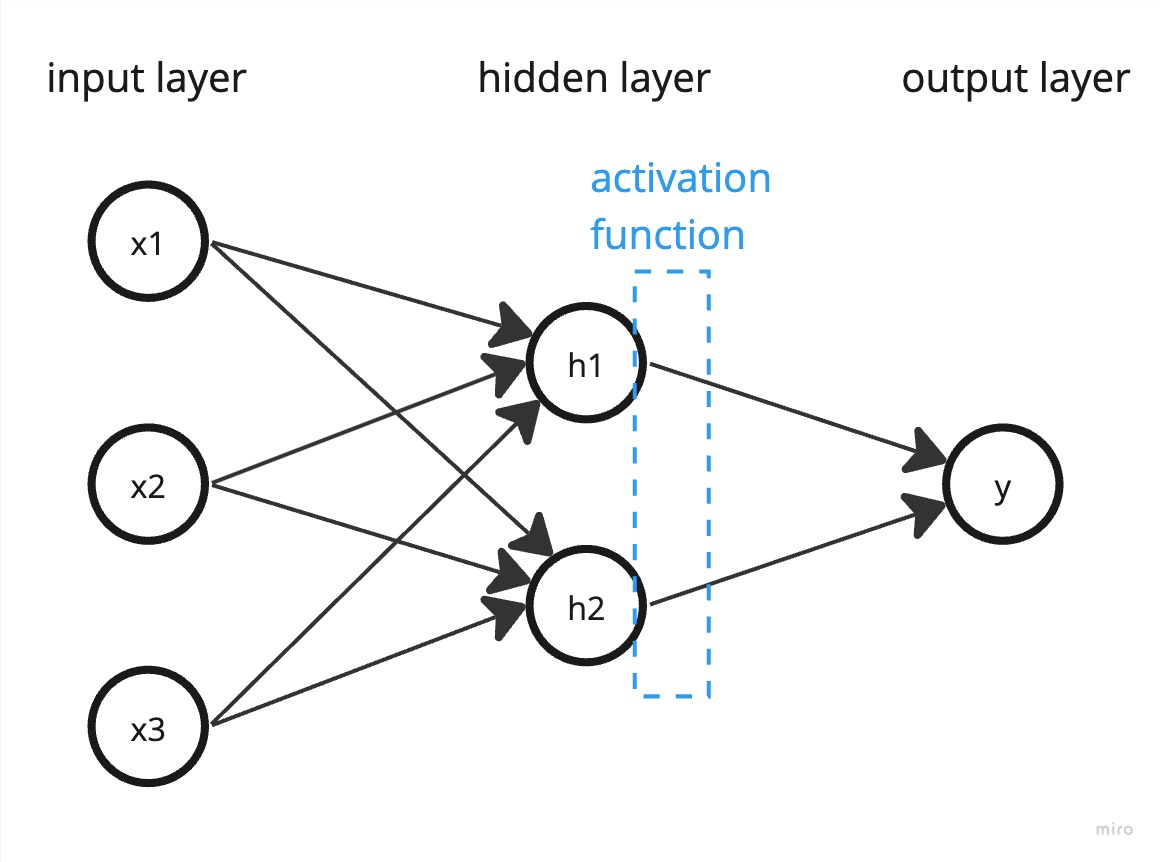 input layer
hidden layer
output layer
activation
function
x1
h1
x2
y
h2
x3
miro